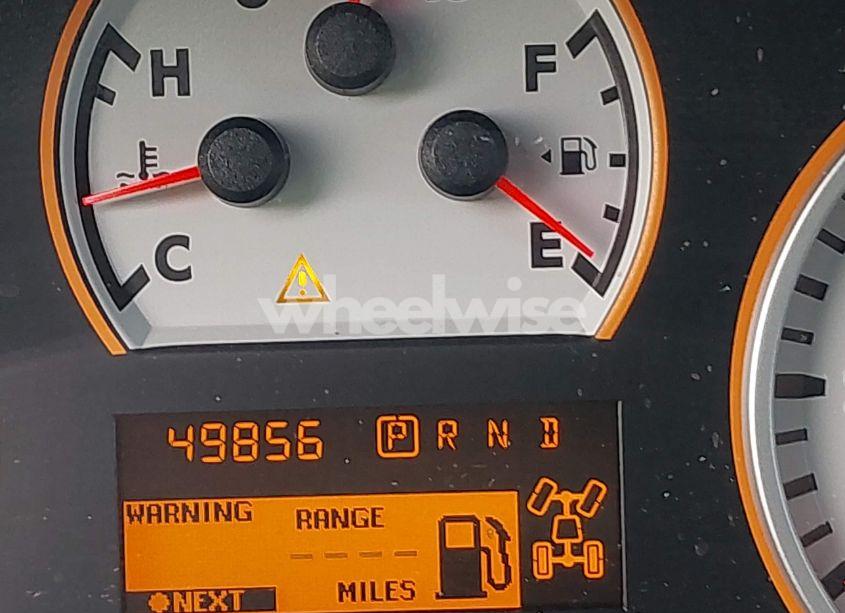 H
F
C
E
wheelwise
49856 P R N D
WARNING
RANGE
- - - -
NEXT
MILES